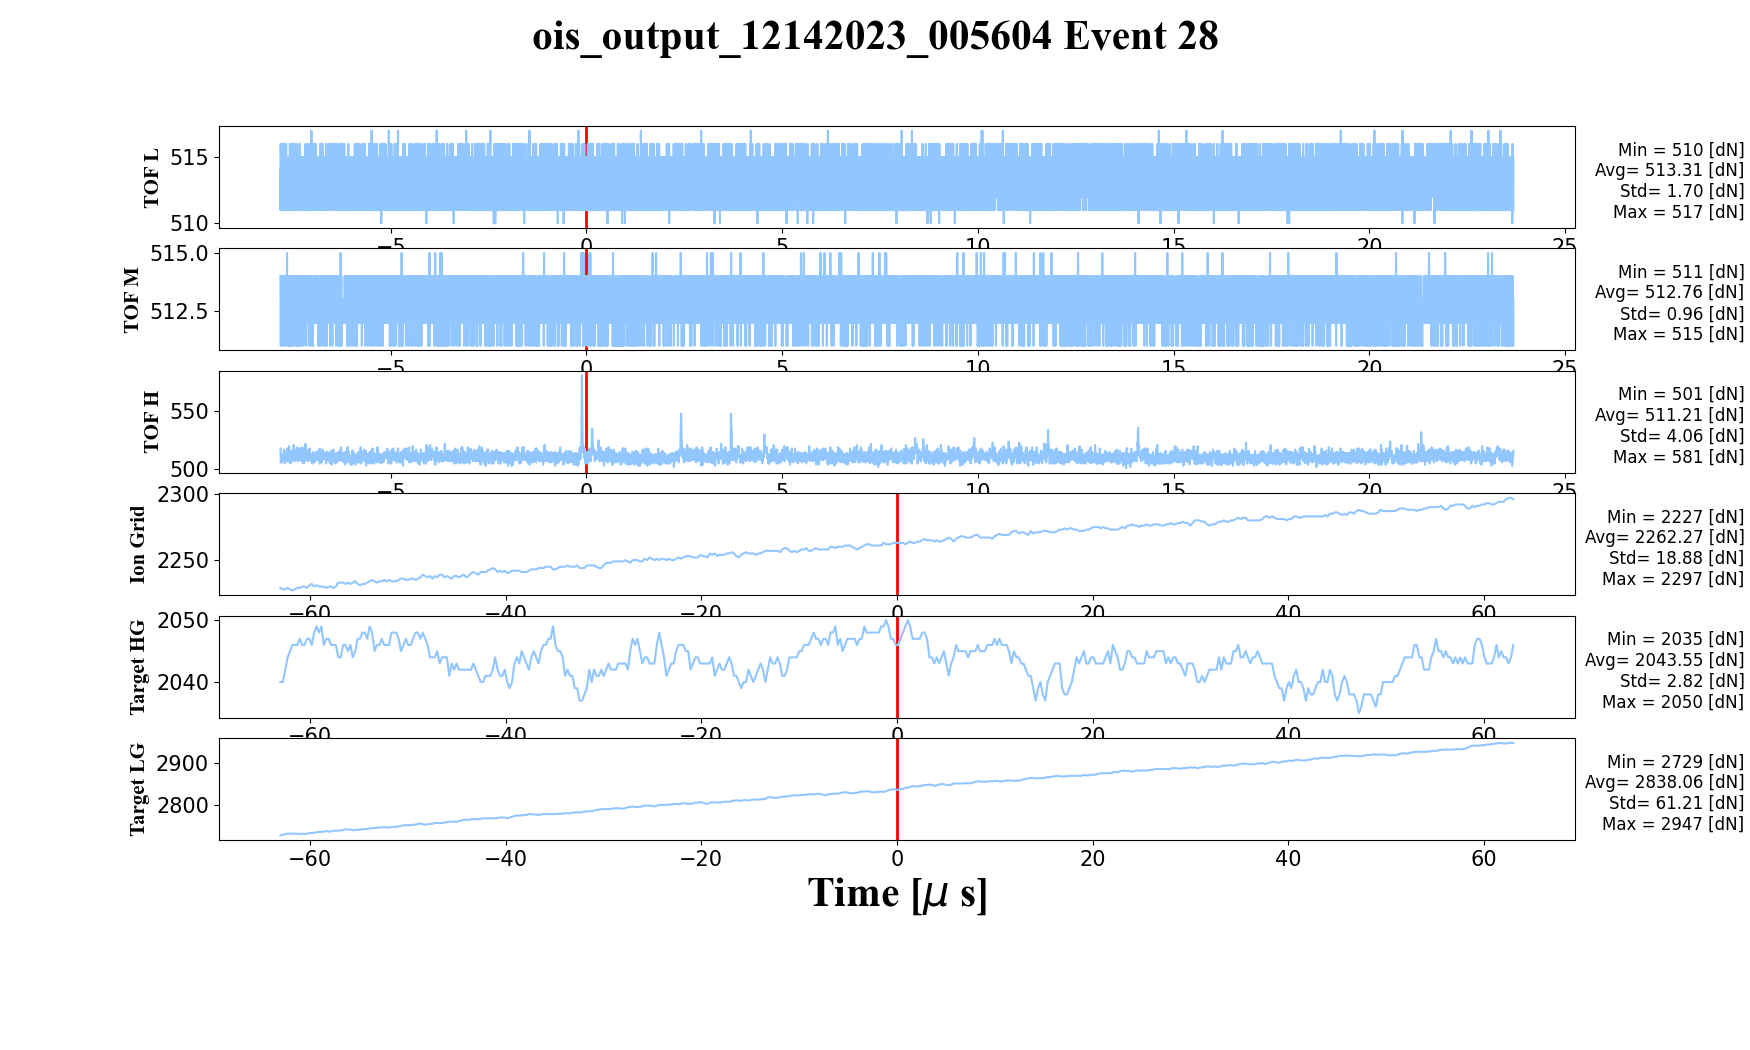 ois_output_12142023_005604 Event 28
TOF L
515
510
Min = 510 [dN]
Avg= 513.31 [dN]
Std= 1.70 [dN]
Max = 517 [dN]
−5 0 5 10 15 20 25
TOF M
515.0
512.5
Min = 511 [dN]
Avg= 512.76 [dN]
Std= 0.96 [dN]
Max = 515 [dN]
−5 0 5 10 15 20 25
TOF H
550
500
Min = 501 [dN]
Avg= 511.21 [dN]
Std= 4.06 [dN]
Max = 581 [dN]
−5 0 5 10 15 20 25
Ion Grid
2300
2250
Min = 2227 [dN]
Avg= 2262.27 [dN]
Std= 18.88 [dN]
Max = 2297 [dN]
−60 −40 −20 0 20 40 60
Target HG
2050
2040
Min = 2035 [dN]
Avg= 2043.55 [dN]
Std= 2.82 [dN]
Max = 2050 [dN]
−60 −40 −20 0 20 40 60
Target LG
2900
2800
Min = 2729 [dN]
Avg= 2838.06 [dN]
Std= 61.21 [dN]
Max = 2947 [dN]
−60 −40 −20 0 20 40 60
Time [μ s]